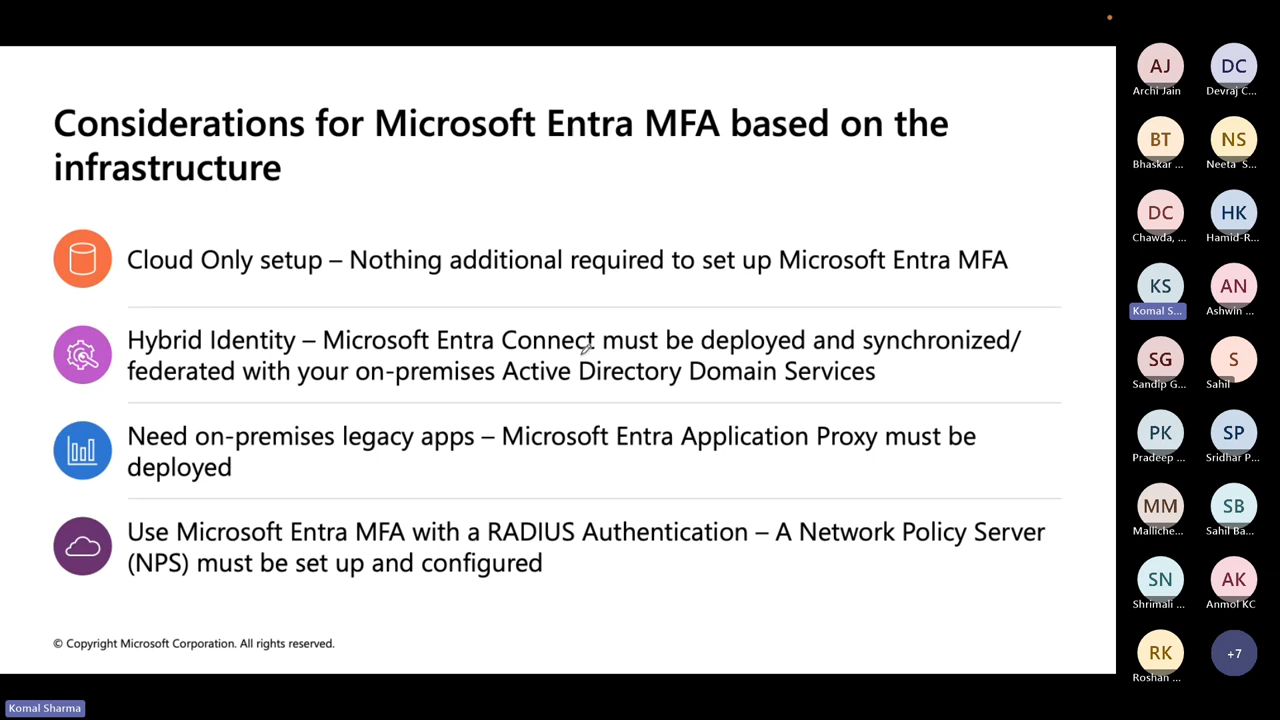 Considerations for Microsoft Entra MFA based on the
infrastructure
Cloud Only setup – Nothing additional required to set up Microsoft Entra MFA
Hybrid Identity – Microsoft Entra Connect must be deployed and synchronized/
federated with your on-premises Active Directory Domain Services
Need on-premises legacy apps – Microsoft Entra Application Proxy must be
deployed
Use Microsoft Entra MFA with a RADIUS Authentication – A Network Policy Server
(NPS) must be set up and configured
© Copyright Microsoft Corporation. All rights reserved.
Komal Sharma
AJ DC
Archi Jain Devraj C...
BT NS
Bhaskar ... Neeta S...
DC HK
Chawda, ... Hamid-R...
KS AN
Komal S... Ashwin ...
SG S
Sandip G... Sahil
PK SP
Pradeep ... Sridhar P...
MM SB
Malliche... Sahil Ba...
SN AK
Shrimali ... Anmol KC
RK +7
Roshan ...